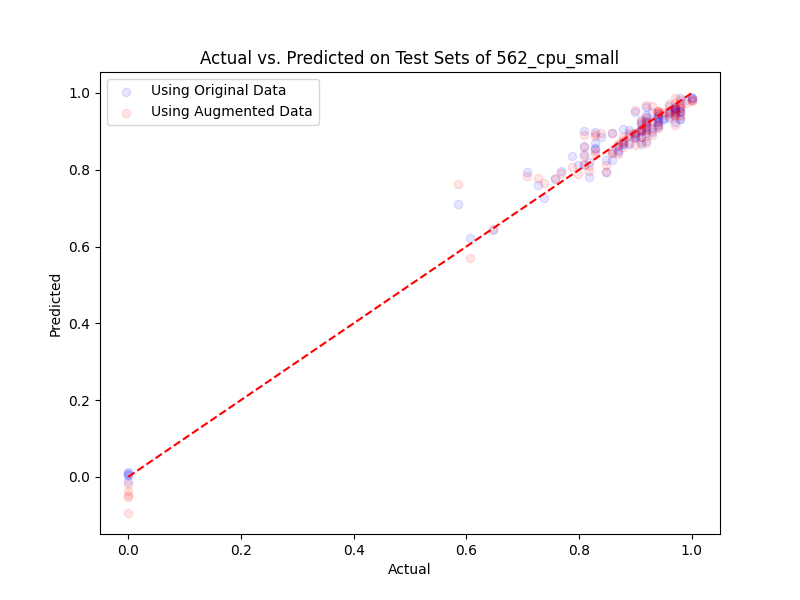 Actual vs. Predicted on Test Sets of 562_cpu_small
Using Original Data
Using Augmented Data
1.0
0.8
0.6
0.4
0.2
0.0
Predicted
0.0 0.2 0.4 0.6 0.8 1.0
Actual